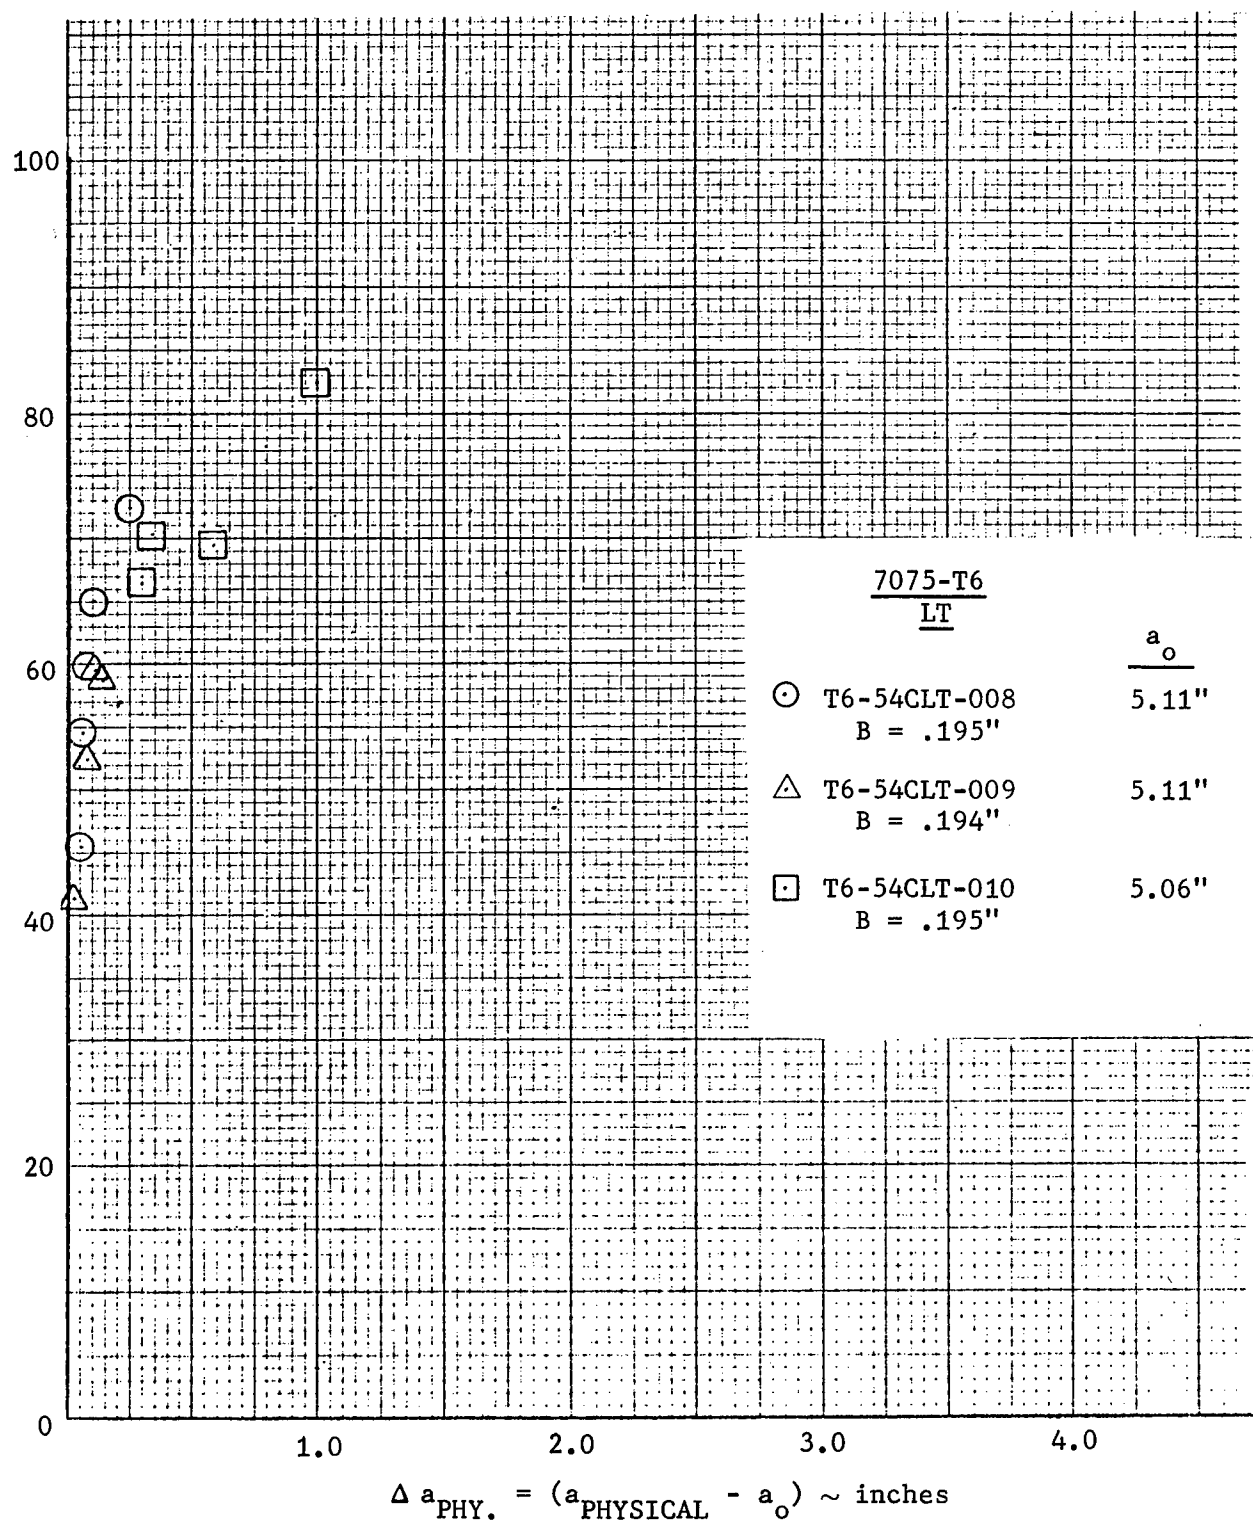 100
80
60
40
20
0
1.0 2.0 3.0 4.0
Δ a PHY. = (a PHYSICAL - a o) ~ inches
7075-T6
LT
a o
T6-54CLT-008 5.11"
B = .195"
T6-54CLT-009 5.11"
B = .194"
T6-54CLT-010 5.06"
B = .195"